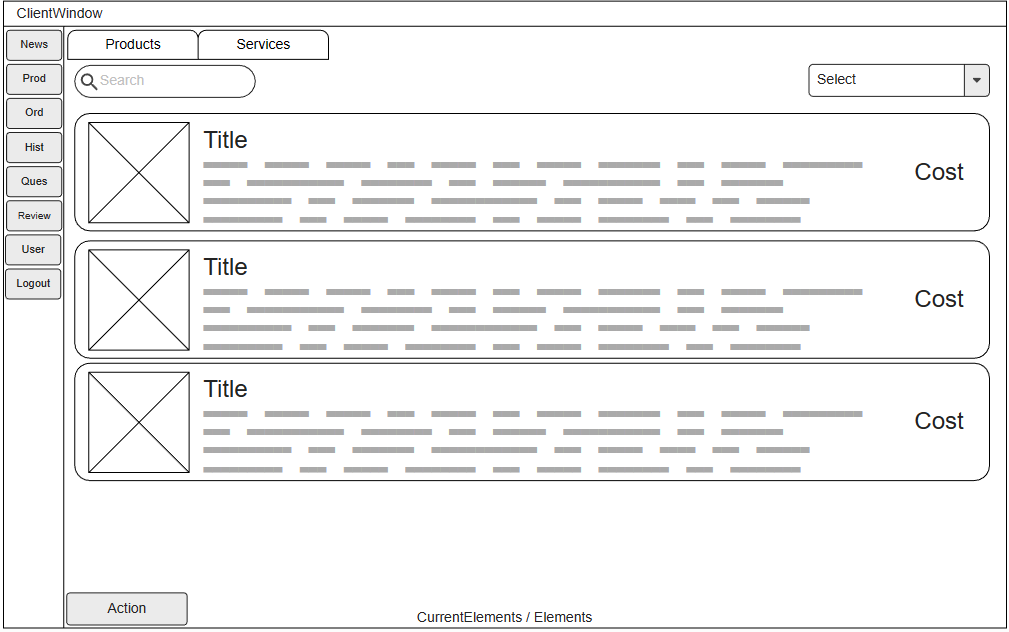 ClientWindow
News
Prod
Ord
Hist
Ques
Review
User
Logout
Products
Services
Search
Select
Title
Cost
Title
Cost
Title
Cost
Action
CurrentElements / Elements